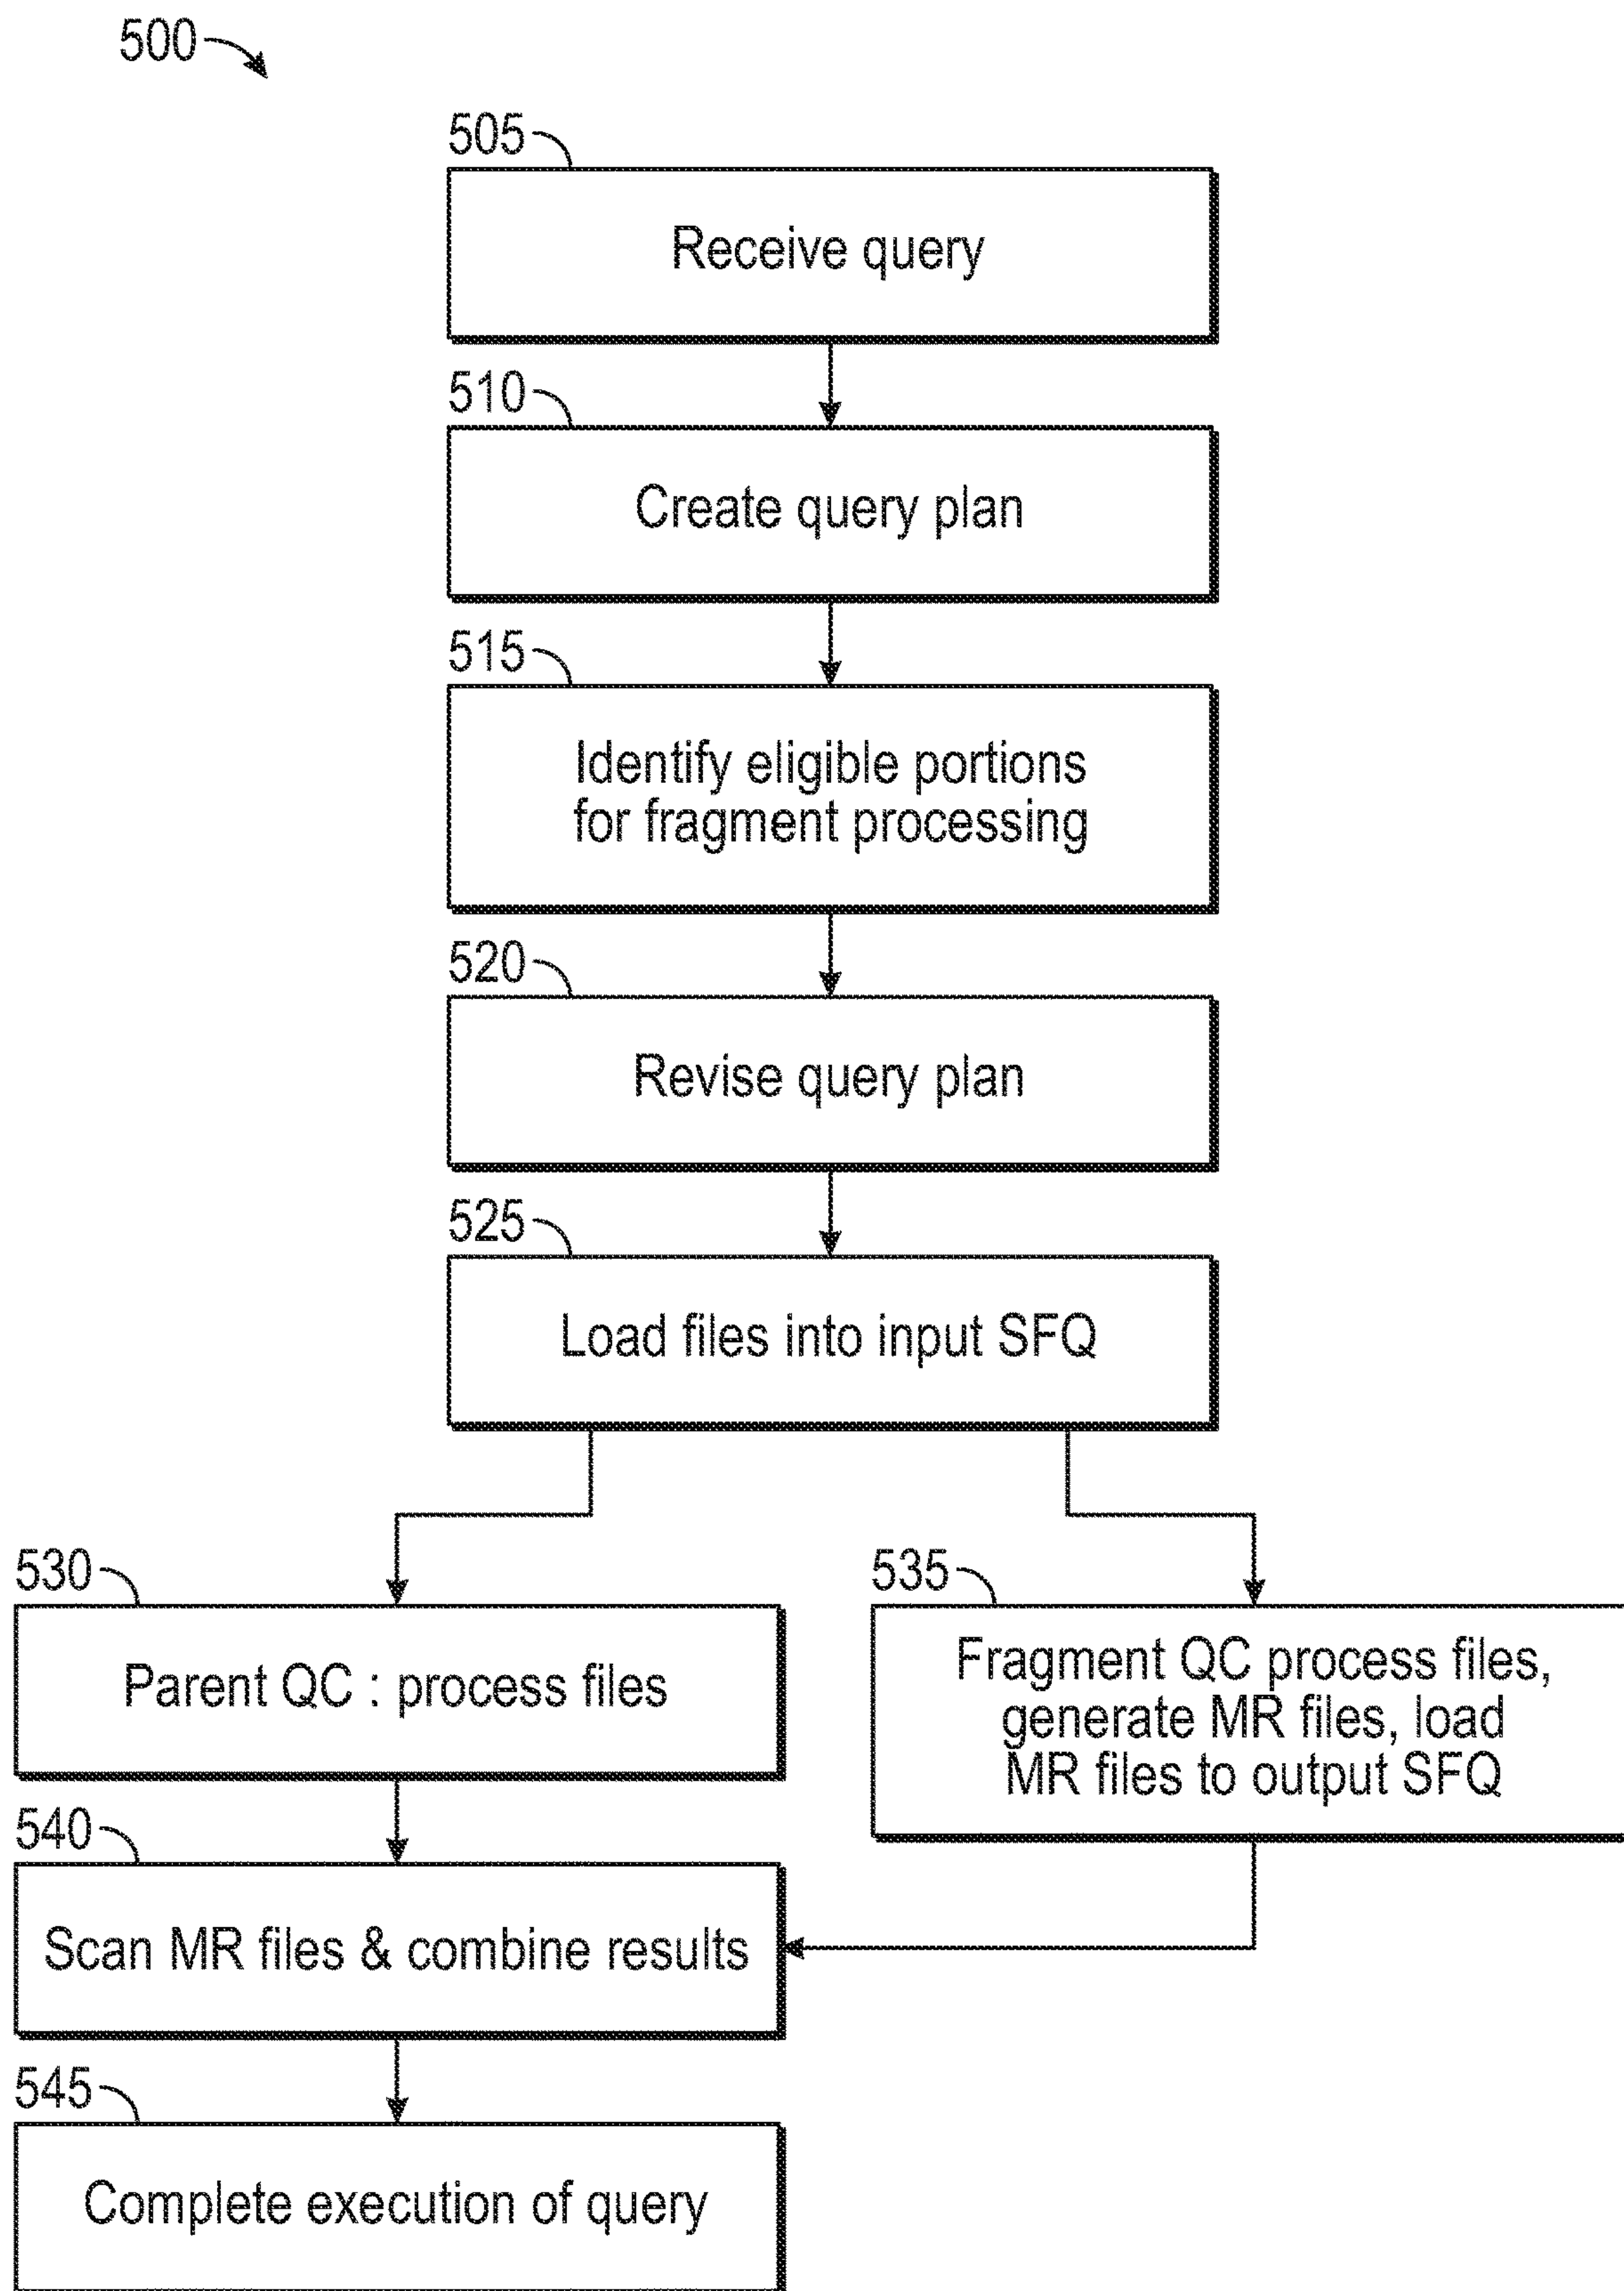 500
505
Receive query
510
Create query plan
515
Identify eligible portions
for fragment processing
520
Revise query plan
525
Load files into input SFQ
530
Parent QC : process files
535
Fragment QC process files,
generate MR files, load
MR files to output SFQ
540
Scan MR files & combine results
545
Complete execution of query